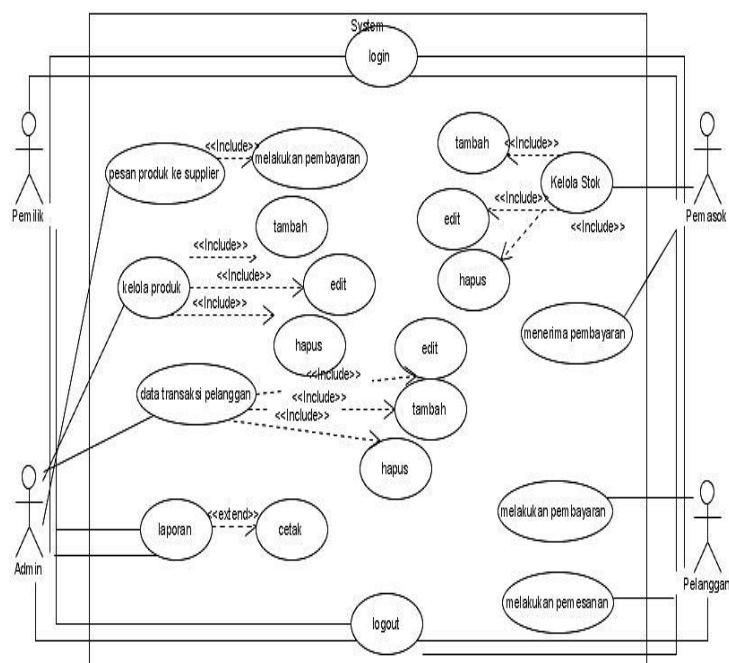 System
login
tambah
<<Include>>
<<Include>>
pesan produk ke supplier
melakukan pembayaran
Kelola Stok
Pemilik
Pemasok
<<Include>>
edit
<<Include>>
tambah
<<Include>>
<<Include>>
kelola produk
edit
hapus
<<Include>>
menerima pembayaran
hapus
edit
<<Include>>
data transaksi pelanggan
<<Include>>
<<Include>>
tambah
hapus
melakukan pembayaran
<<extend>>
laporan
cetak
Admin
Pelanggan
melakukan pemesanan
logout